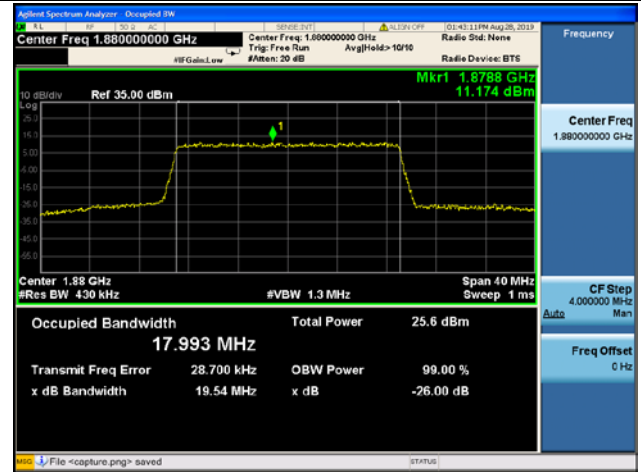 Agilent Spectrum Analyzer Occupied BW
RL RF 50 Ω AC SENSE:INT ALIGN OFF 01:43:11PM Aug 28, 2019
Center Freq 1.880000000 GHz Center Freq: 1.880000000 GHz Radio Std: None
Trig: Free Run Avg|Hold:> 10/10
#IFGain:Low #Atten: 20 dB Radio Device: BTS
Frequency
Mkr1 1.8788 GHz
10 dB/div Ref 35.00 dBm 11.174 dBm
Log
25.0
15.0
5.00
1
-15.0
-25.0
-35.0
-45.0
-55.0
Center 1.88 GHz Span 40 MHz
#Res BW 430 kHz #VBW 1.3 MHz Sweep 1 ms
Occupied Bandwidth Total Power 25.6 dBm
17.993 MHz
Transmit Freq Error 28.700 kHz OBW Power 99.00 %
x dB Bandwidth 19.54 MHz x dB -26.00 dB
Center Freq
1.880000000 GHz
CF Step
4.000000 MHz
Auto Man
Freq Offset
0 Hz
MSG File <capture.png> saved STATUS